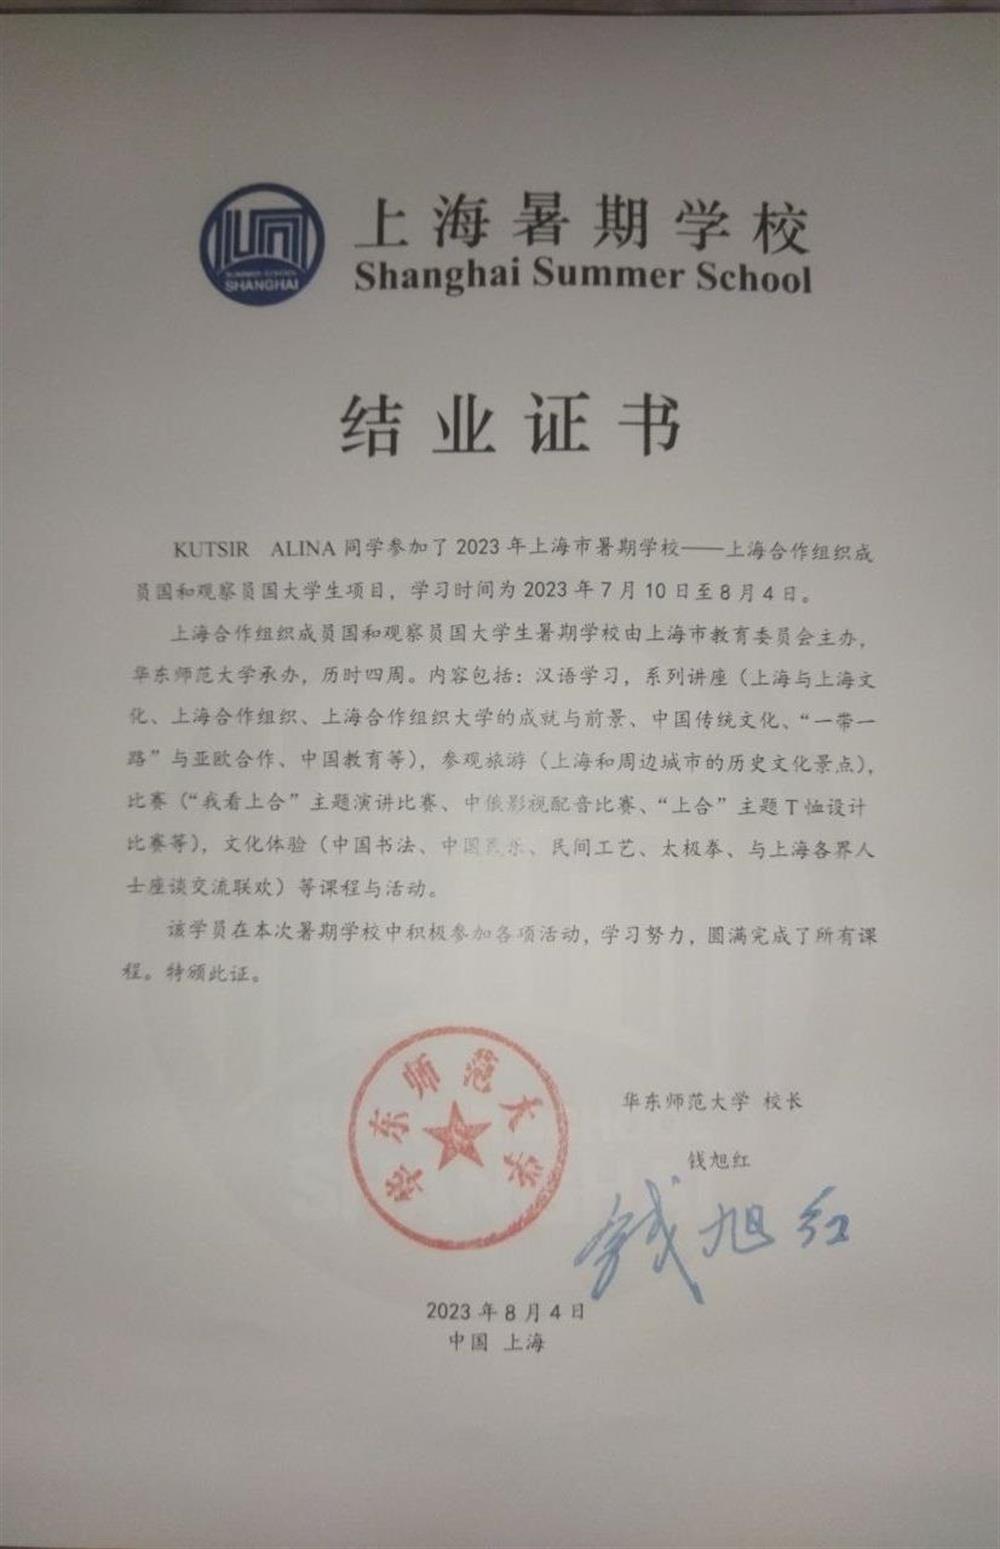 SUMMER SCHOOL
SHANGHAI
上海暑期学校
Shanghai Summer School
结业证书
KUTSIR ALINA 同学参加了 2023 年上海市暑期学校——上海合作组织成
员国和观察员国大学生项目，学习时间为 2023 年 7 月 10 日至 8 月 4 日。
上海合作组织成员国和观察员国大学生暑期学校由上海市教育委员会主办，
华东师范大学承办，历时四周。内容包括：汉语学习，系列讲座（上海与上海文
化、上海合作组织、上海合作组织大学的成就与前景、中国传统文化、“一带一
路”与亚欧合作、中国教育等），参观旅游（上海和周边城市的历史文化景点），
比赛（“我看上合”主题演讲比赛、中俄影视配音比赛、“上合”主题 T 恤设计
比赛等），文化体验（中国书法、中国民乐、民间工艺、太极拳、与上海各界人
士座谈交流联欢）等课程与活动。
该学员在本次暑期学校中积极参加各项活动，学习努力，圆满完成了所有课
程。特颁此证。
华东师范大学
华东师范大学 校长
钱旭红
钱旭红
2023 年 8 月 4 日
中国 上海